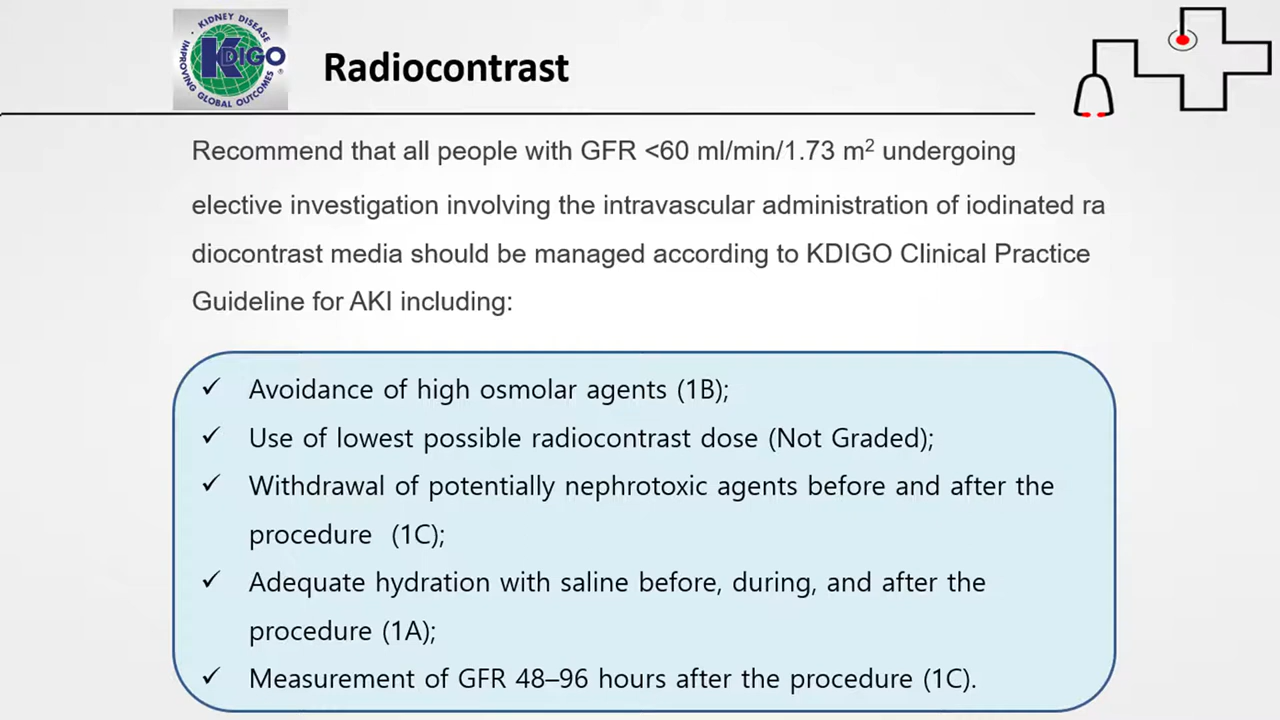 KIDNEY DISEASE
KDIGO
®
IMPROVING GLOBAL OUTCOMES
Radiocontrast
Recommend that all people with GFR <60 ml/min/1.73 m² undergoing
elective investigation involving the intravascular administration of iodinated ra
diocontrast media should be managed according to KDIGO Clinical Practice
Guideline for AKI including:
✓ Avoidance of high osmolar agents (1B);
✓ Use of lowest possible radiocontrast dose (Not Graded);
✓ Withdrawal of potentially nephrotoxic agents before and after the
procedure (1C);
✓ Adequate hydration with saline before, during, and after the
procedure (1A);
✓ Measurement of GFR 48–96 hours after the procedure (1C).